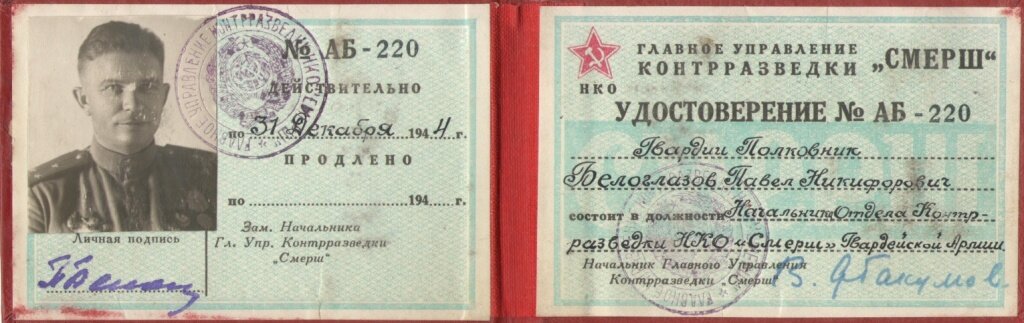 № АБ - 220
ДЕЙСТВИТЕЛЬНО
по 31 декабря 1944 г.
ПРОДЛЕНО
по 194 г.
Зам. Начальника
Гл. Упр. Контрразведки
„Смерш"
Личная подпись
НКО
ГЛАВНОЕ УПРАВЛЕНИЕ
КОНТРРАЗВЕДКИ „СМЕРШ"
УДОСТОВЕРЕНИЕ № АБ - 220
Гвардии Полковник
Белоглазов Павел Никифорович
состоит в должности Начальника Отдела Контр-
разведки НКО «Смерш» Гвардейской Армии
Начальник Главного Управления
Контрразведки „Смерш"
В. Абакумов